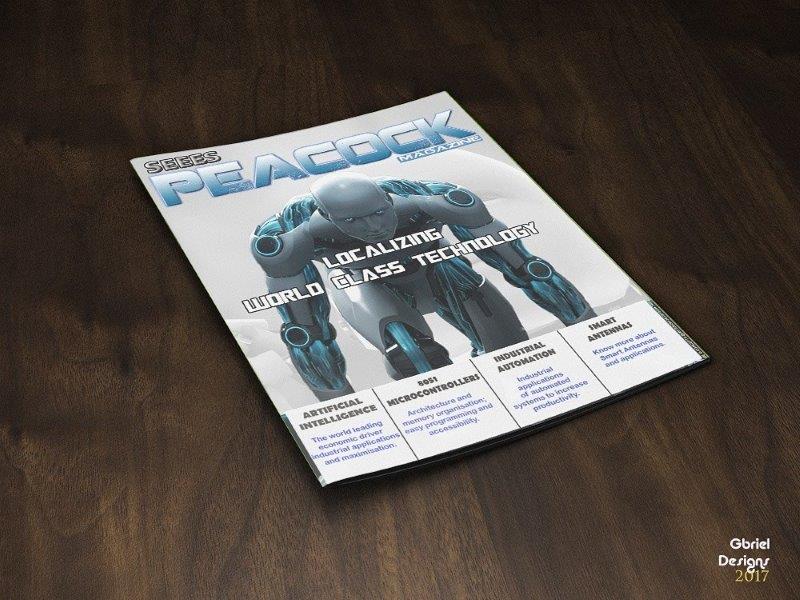 SEEES
PEACOCK
MAGAZINE
LOCALIZING
WORLD CLASS TECHNOLOGY
ARTIFICIAL
INTELLIGENCE
The world leading
economic driver
industrial applications
and maximisation.
8051
MICROCONTROLLERS
Architecture and
memory organisation;
easy programming and
accessibility.
INDUSTRIAL
AUTOMATION
Industrial
applications
of automated
systems to increase
productivity.
SMART
ANTENNAS
Know more about
Smart Antennas
and applications.
Gbriel
Designs
2017